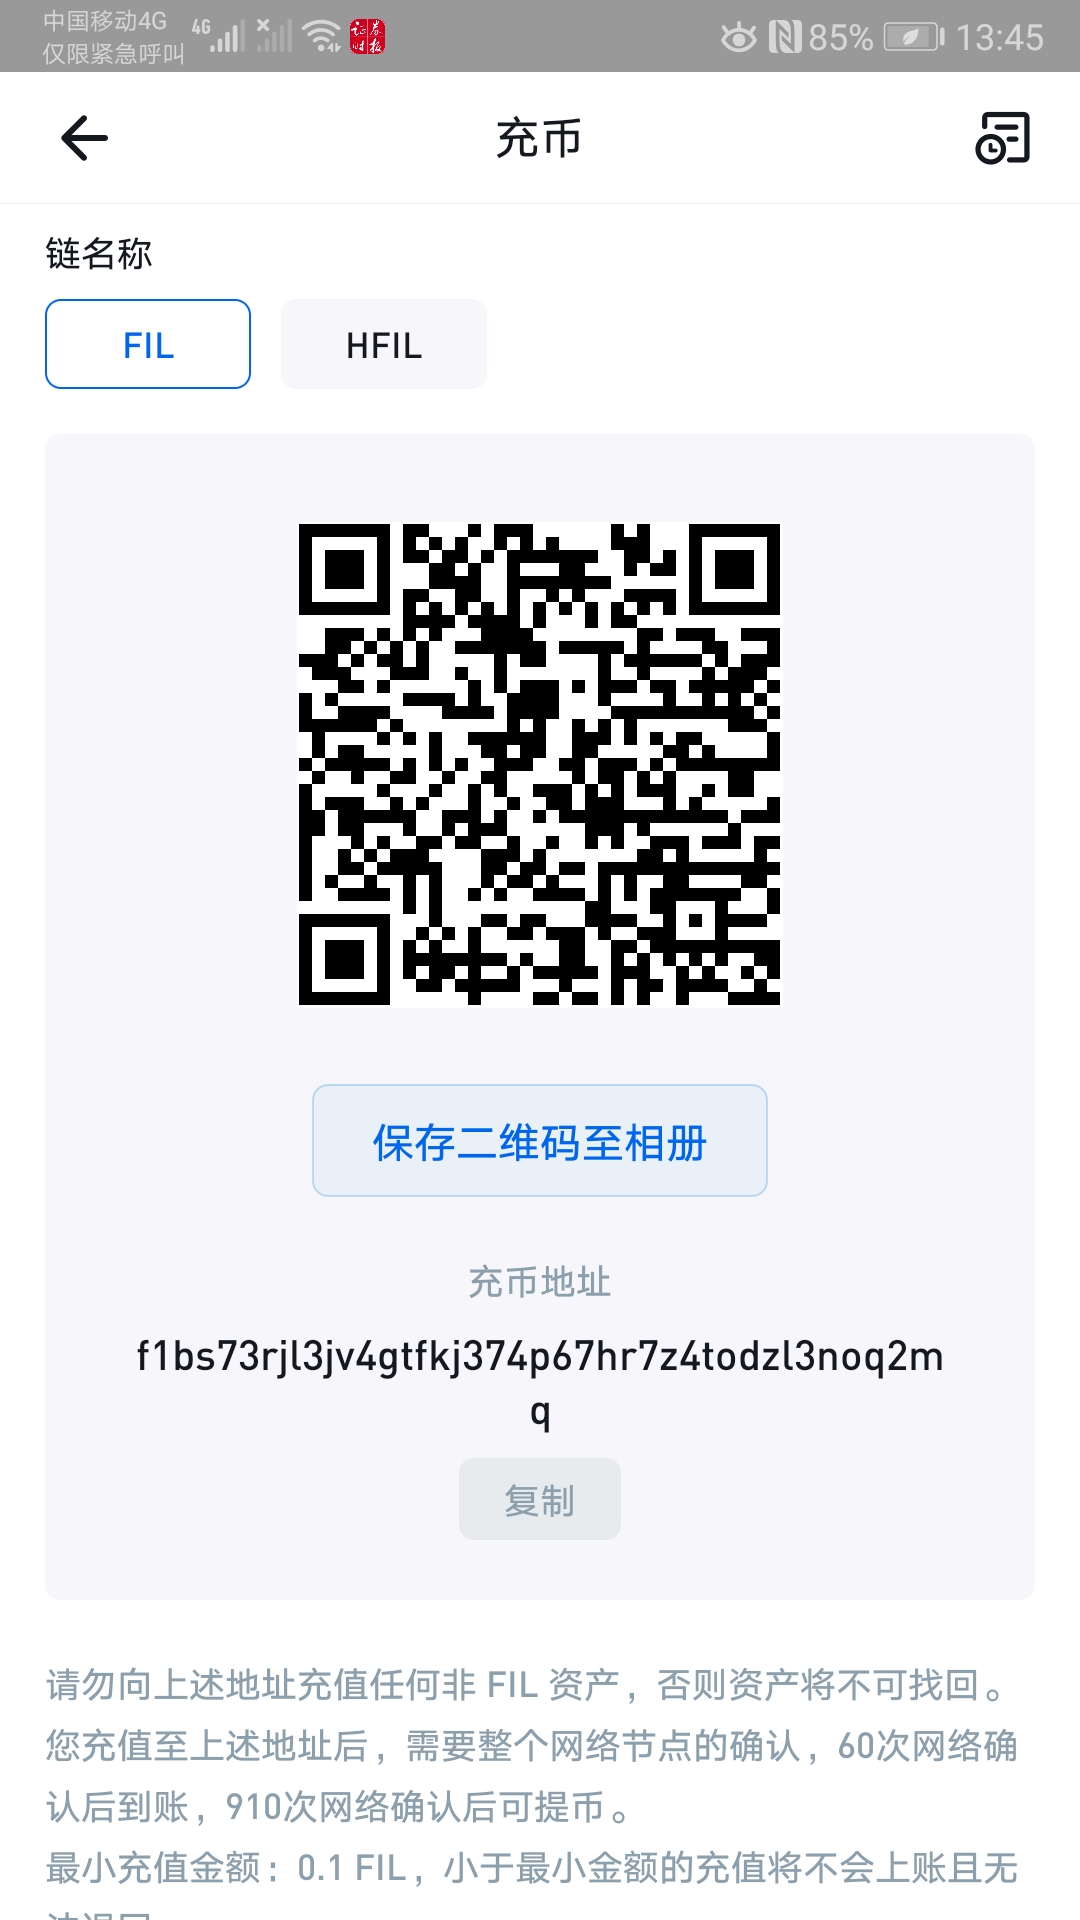 中国移动4G
仅限紧急呼叫
4G
证券时报
85%
13:45
充币
链名称
FIL
HFIL
保存二维码至相册
充币地址
f1bs73rjl3jv4gtfkj374p67hr7z4todzl3noq2m
q
复制
请勿向上述地址充值任何非 FIL 资产，否则资产将不可找回。
您充值至上述地址后，需要整个网络节点的确认，60次网络确
认后到账，910次网络确认后可提币。
最小充值金额：0.1 FIL，小于最小金额的充值将不会上账且无